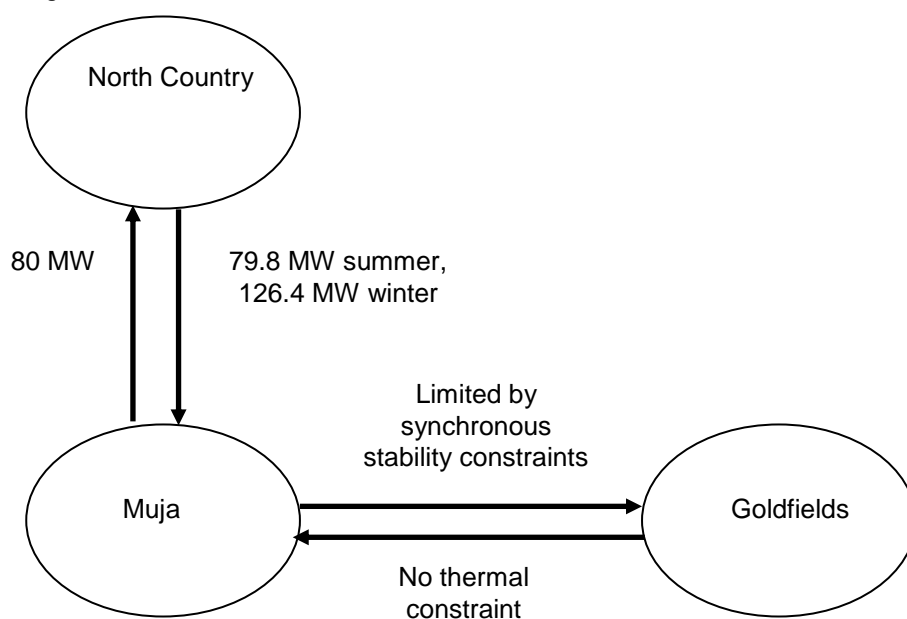 North Country
80 MW
79.8 MW summer,
126.4 MW winter
Limited by
synchronous
stability constraints
Muja
Goldfields
No thermal
constraint